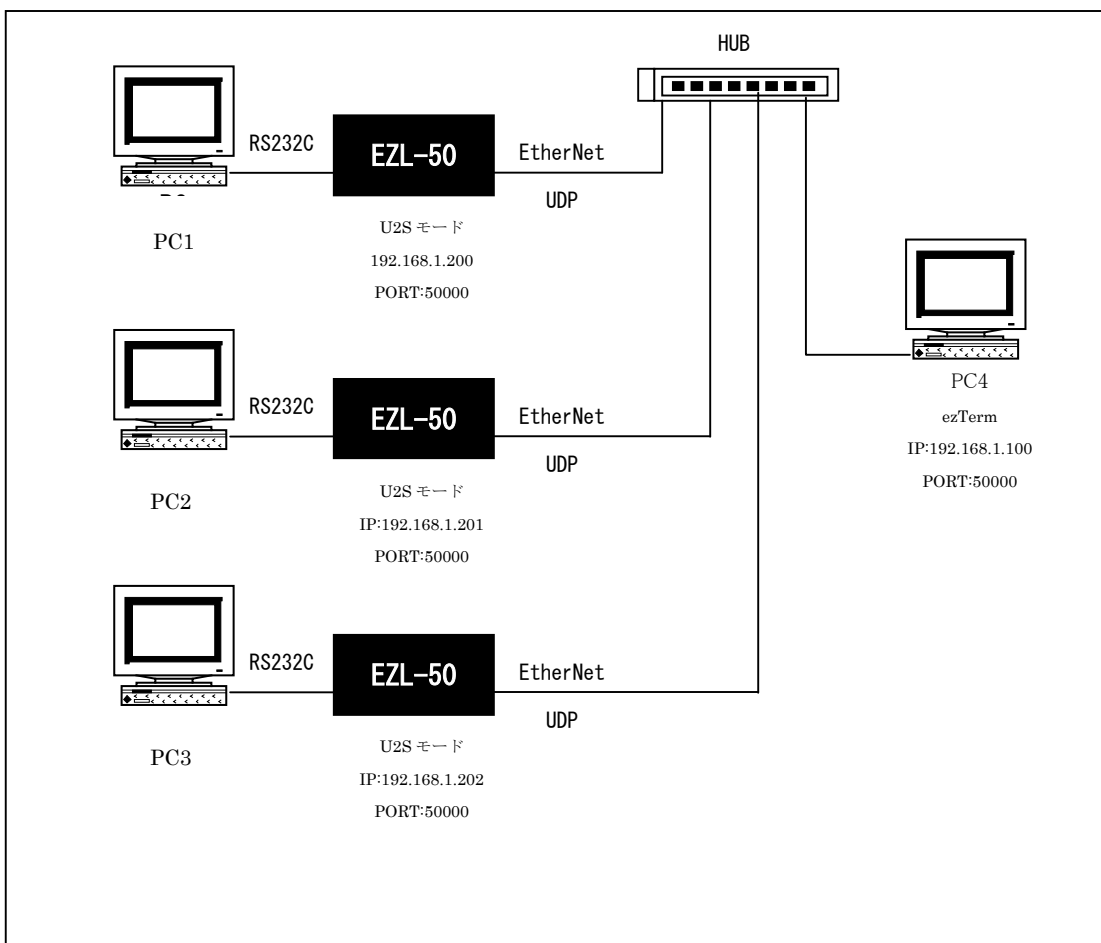 HUB
RS232C
EZL-50
EtherNet
UDP
PC1
U2S モード
192.168.1.200
PORT:50000
RS232C
EZL-50
EtherNet
UDP
PC2
U2S モード
IP:192.168.1.201
PORT:50000
PC4
ezTerm
IP:192.168.1.100
PORT:50000
RS232C
EZL-50
EtherNet
UDP
PC3
U2S モード
IP:192.168.1.202
PORT:50000